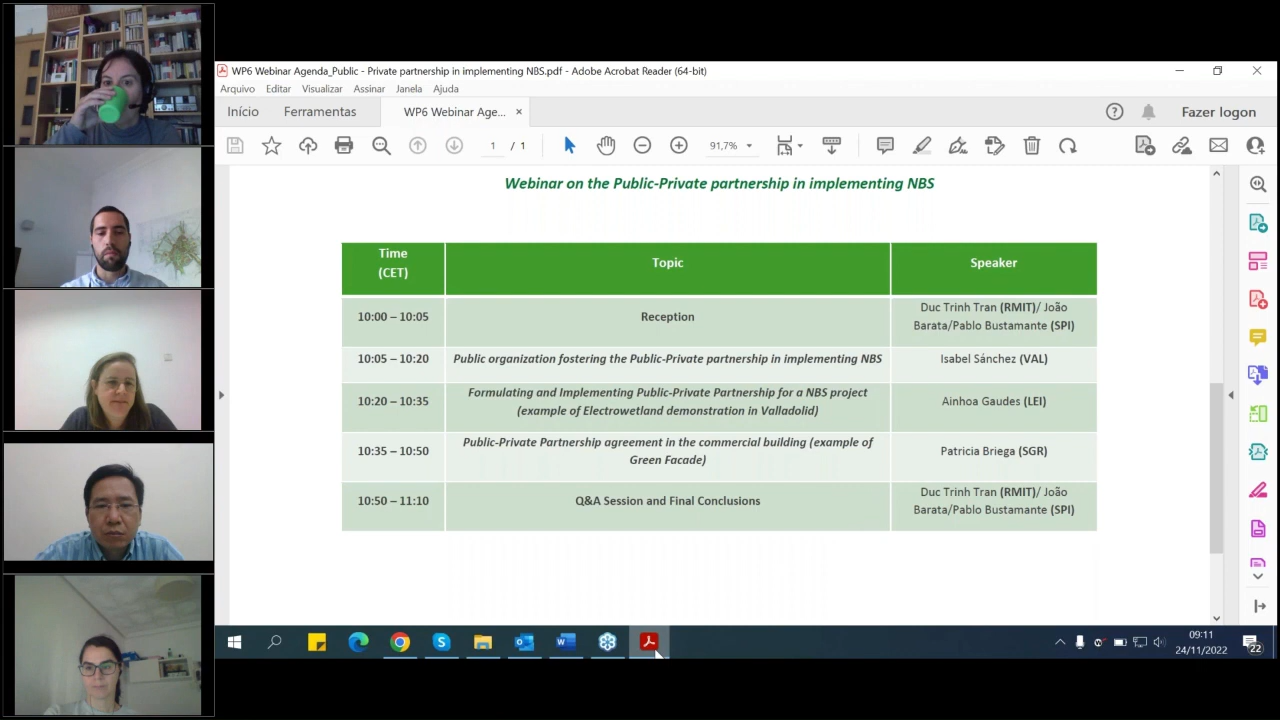 WP6 Webinar Agenda_Public - Private partnership in implementing NBS.pdf - Adobe Acrobat Reader (64-bit)
Arquivo Editar Visualizar Assinar Janela Ajuda
Início Ferramentas WP6 Webinar Age... × Fazer logon
1 / 1 91,7%
Webinar on the Public-Private partnership in implementing NBS
Time
(CET)
Topic
Speaker
10:00 – 10:05
Reception
Duc Trinh Tran (RMIT)/ João
Barata/Pablo Bustamante (SPI)
10:05 – 10:20
Public organization fostering the Public-Private partnership in implementing NBS
Isabel Sánchez (VAL)
10:20 – 10:35
Formulating and Implementing Public-Private Partnership for a NBS project
(example of Electrowetland demonstration in Valladolid)
Ainhoa Gaudes (LEI)
10:35 – 10:50
Public-Private Partnership agreement in the commercial building (example of
Green Facade)
Patricia Briega (SGR)
10:50 – 11:10
Q&A Session and Final Conclusions
Duc Trinh Tran (RMIT)/ João
Barata/Pablo Bustamante (SPI)
09:11
24/11/2022
22